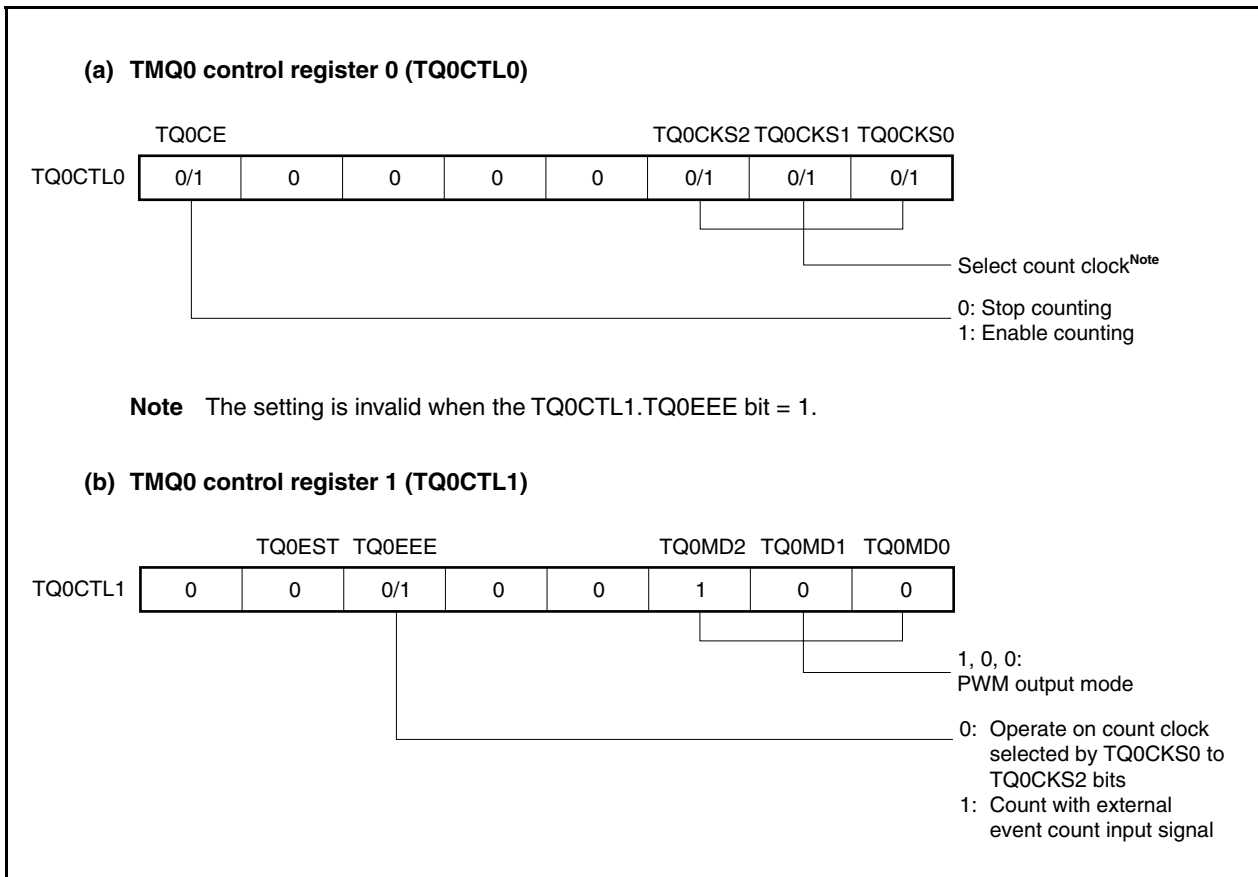 (a) TMQ0 control register 0 (TQ0CTL0)
TQ0CE TQ0CKS2 TQ0CKS1 TQ0CKS0
TQ0CTL0 0/1 0 0 0 0 0/1 0/1 0/1
Select count clockNote
0: Stop counting
1: Enable counting
Note The setting is invalid when the TQ0CTL1.TQ0EEE bit = 1.
(b) TMQ0 control register 1 (TQ0CTL1)
TQ0EST TQ0EEE TQ0MD2 TQ0MD1 TQ0MD0
TQ0CTL1 0 0 0/1 0 0 1 0 0
1, 0, 0:
PWM output mode
0: Operate on count clock
selected by TQ0CKS0 to
TQ0CKS2 bits
1: Count with external
event count input signal